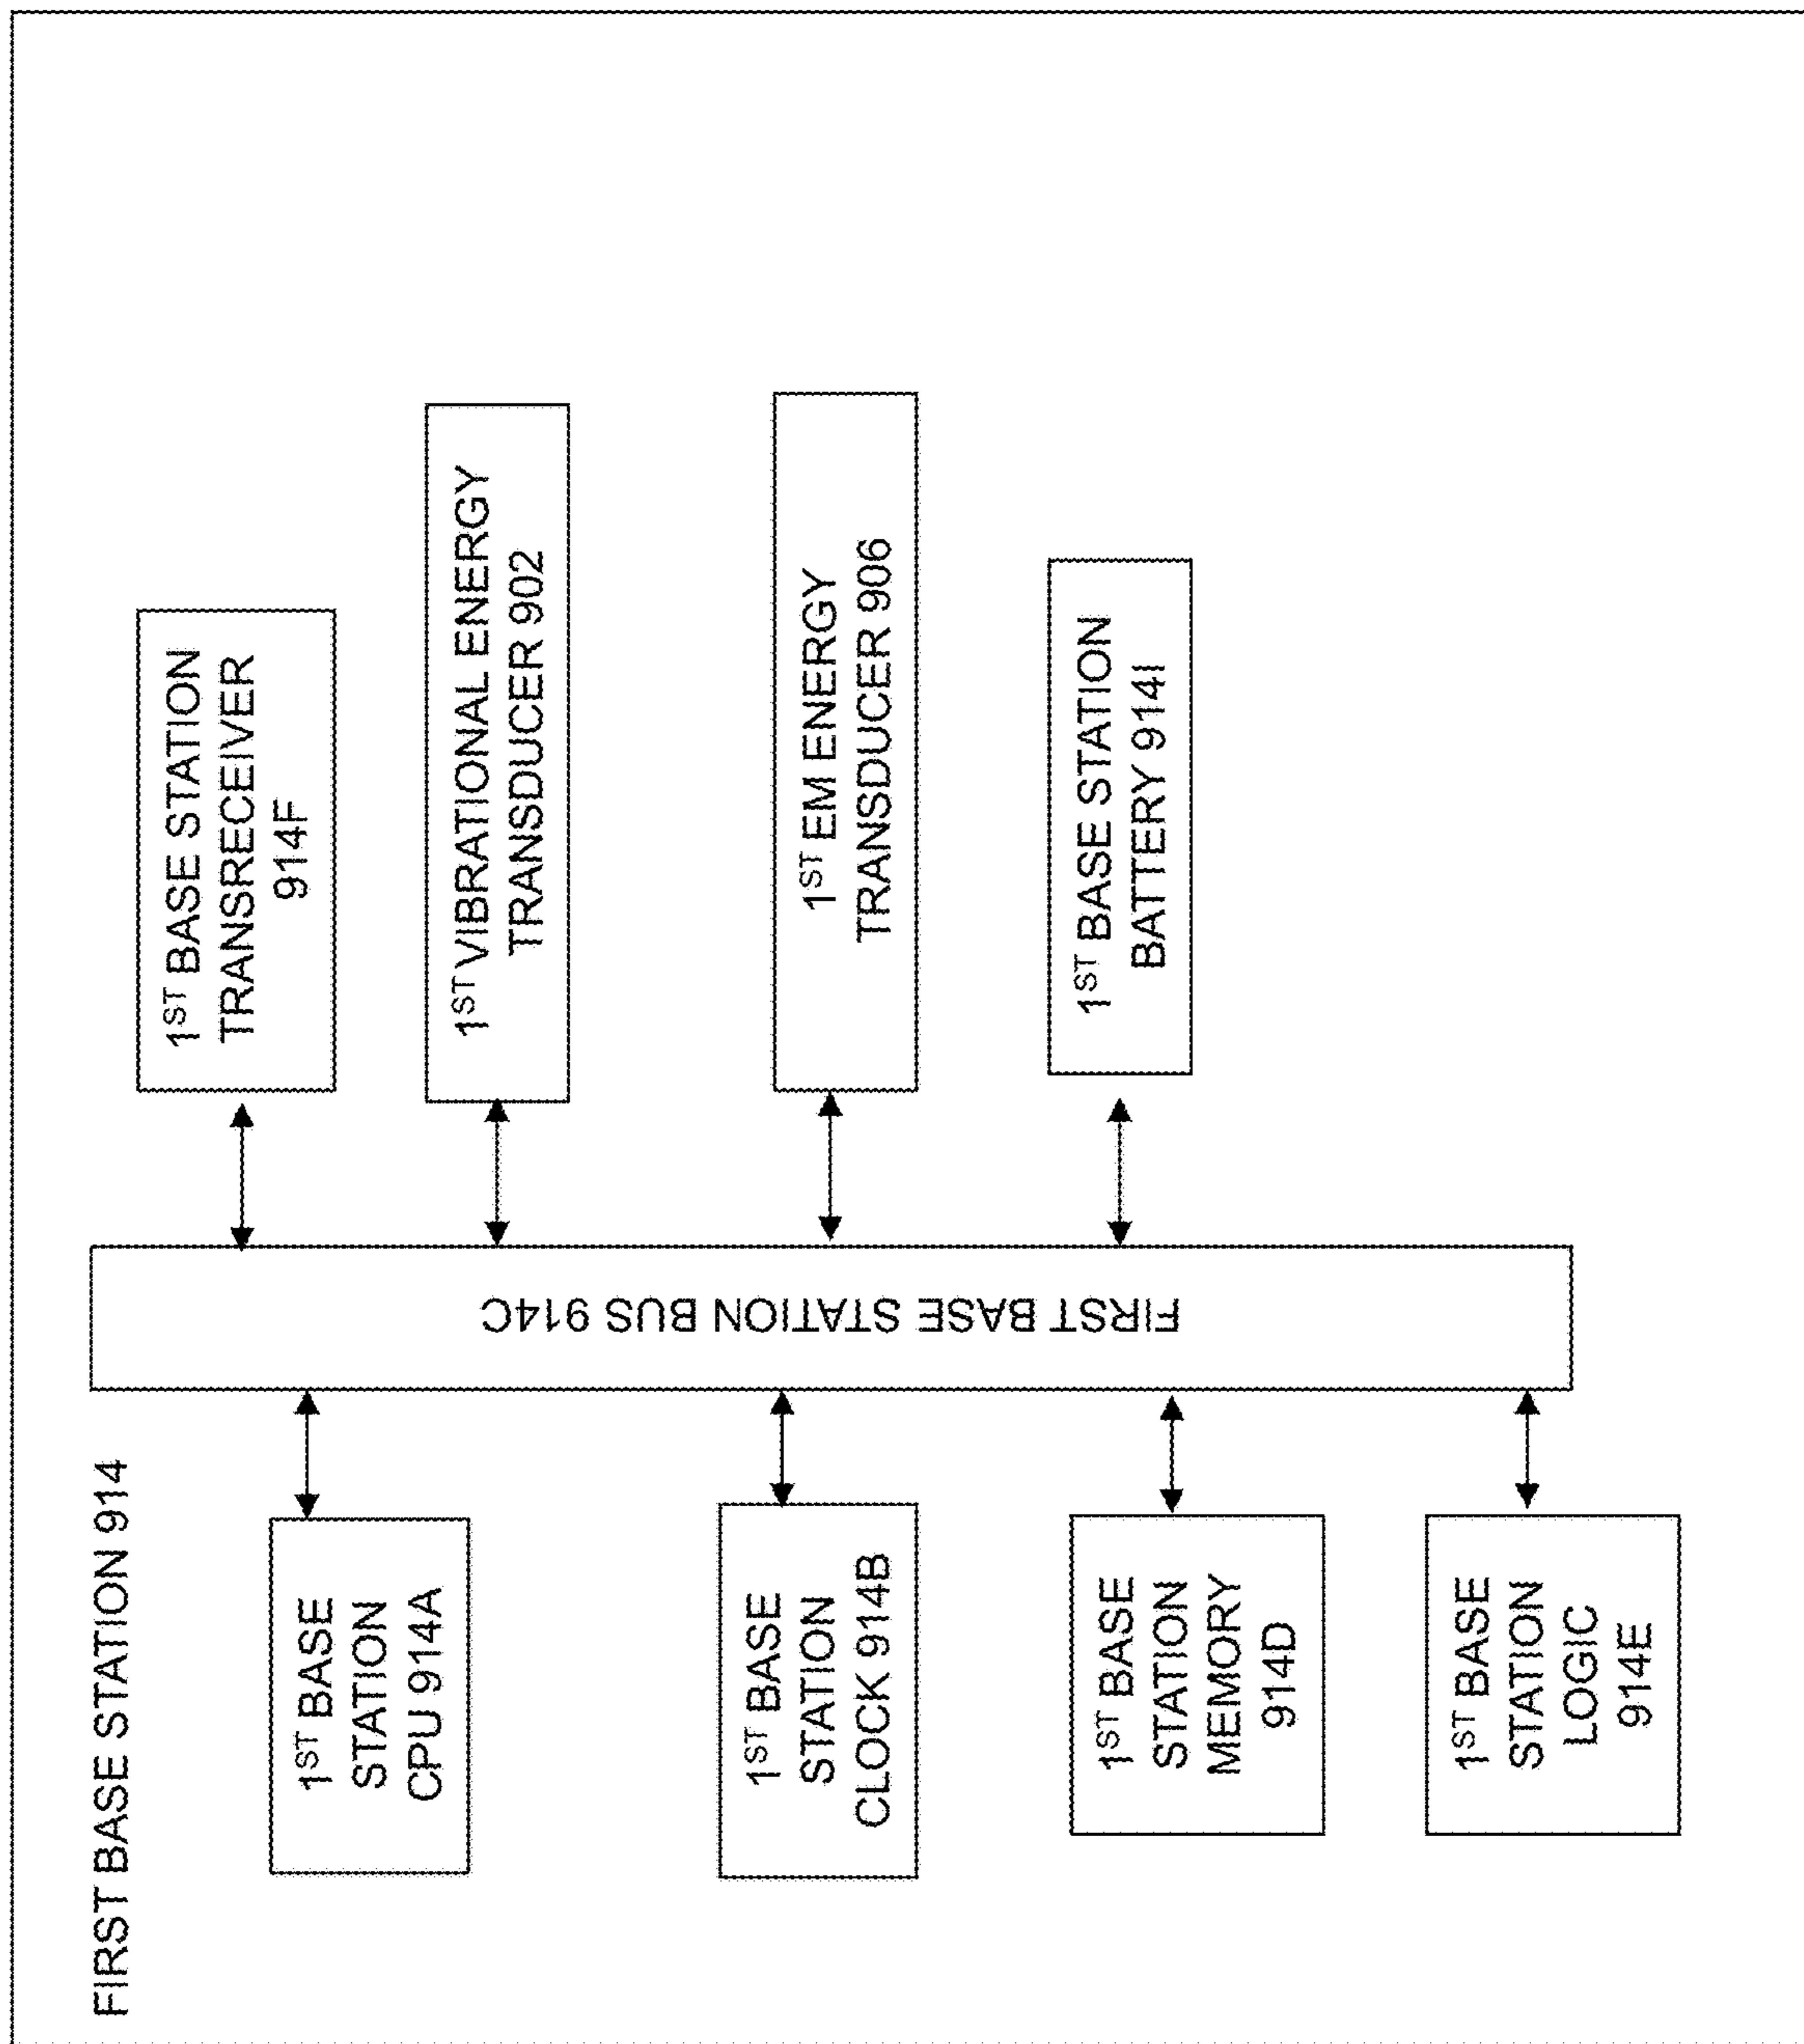 FIRST BASE STATION 914
1ST BASE
STATION
CPU 914A
1ST BASE
STATION
CLOCK 914B
1ST BASE
STATION
MEMORY
914D
1ST BASE
STATION
LOGIC
914E
FIRST BASE STATION BUS 914C
1ST BASE STATION
TRANSRECEIVER
914F
1ST VIBRATIONAL ENERGY
TRANSDUCER 902
1ST EM ENERGY
TRANSDUCER 906
1ST BASE STATION
BATTERY 914I